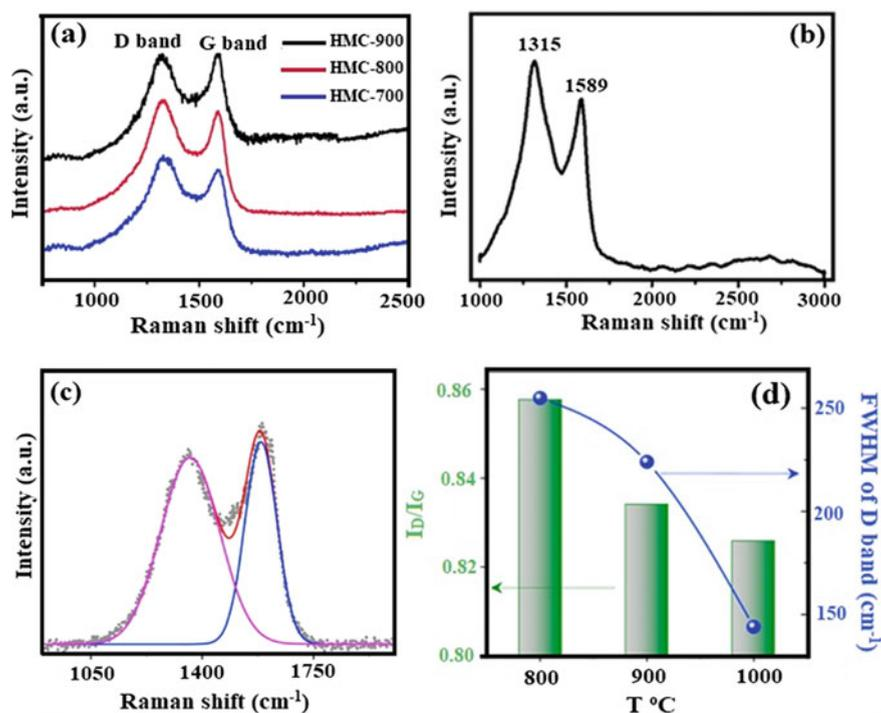 (a)
D band G band
HMC-900
HMC-800
HMC-700
Intensity (a.u.)
1000 1500 2000 2500
Raman shift (cm-1)
(b)
1315
1589
Intensity (a.u.)
1000 1500 2000 2500 3000
Raman shift (cm-1)
(c)
Intensity (a.u.)
1050 1400 1750
Raman shift (cm-1)
(d)
ID/IG
0.86
0.84
0.82
0.80
250
200
150
FWHM of D band (cm-1)
800 900 1000
T ºC